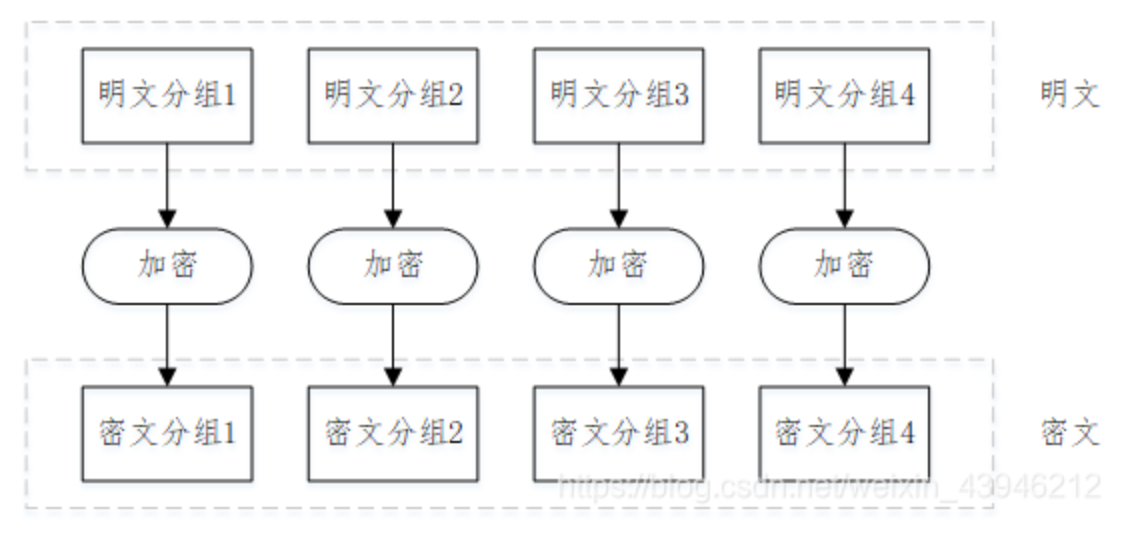 明文分组1 明文分组2 明文分组3 明文分组4 明文
加密 加密 加密 加密
密文分组1 密文分组2 密文分组3 密文分组4 密文
https://blog.csdn.net/weixin_43946212